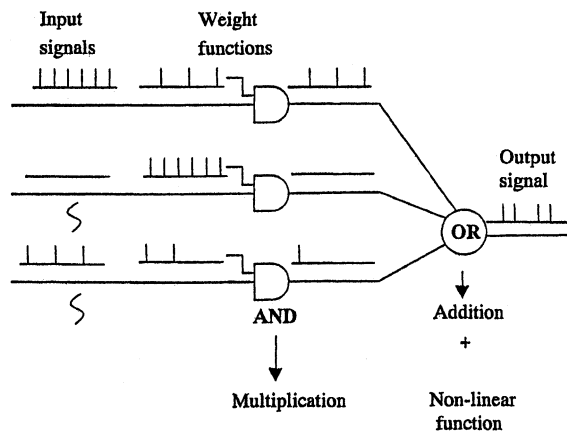 Input
signals
Weight
functions
Output
signal
OR
AND
Addition
+
Multiplication
Non-linear
function